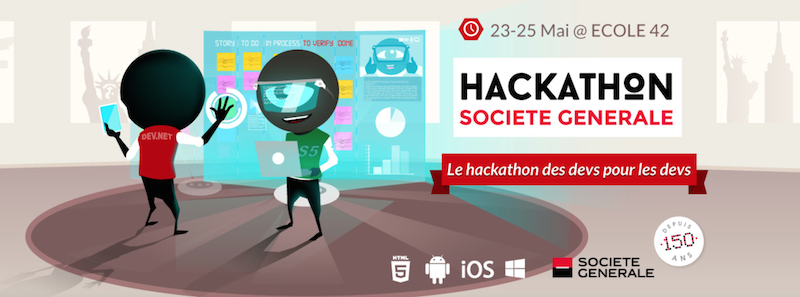 23-25 Mai @ ECOLE 42
STORY TO DO IN PROCESS TO VERIFY DONE
HACKATHON
SOCIETE GENERALE
DEV.NET
S5
Le hackathon des devs pour les devs
DEPUIS
150
ANS
HTML
5
iOS
SOCIETE
GENERALE